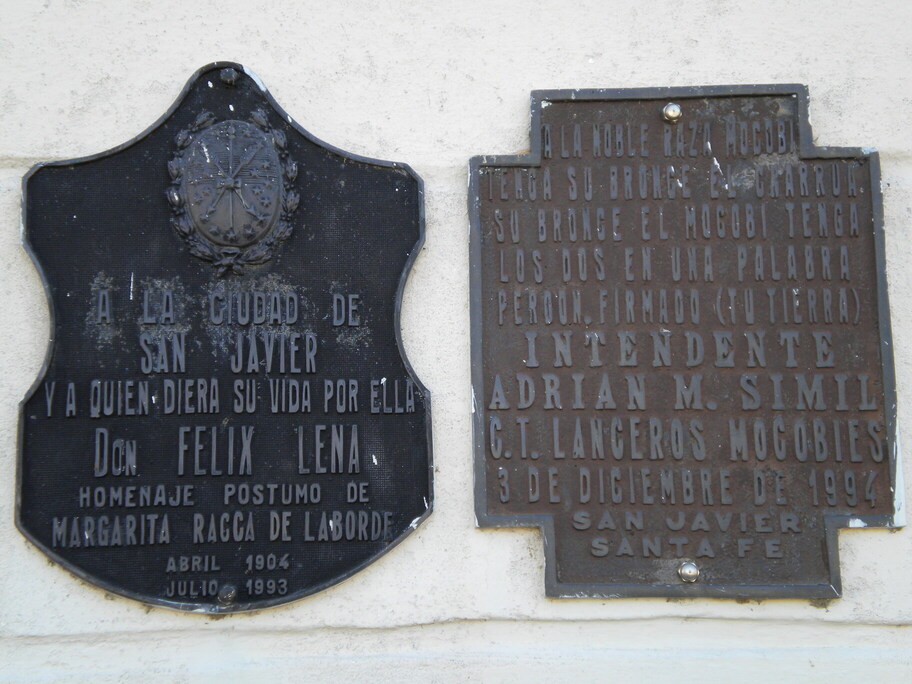 A LA CIUDAD DE
SAN JAVIER
Y A QUIEN DIERA SU VIDA POR ELLA
DON FELIX LENA
HOMENAJE POSTUMO DE
MARGARITA RACCA DE LABORDE
ABRIL 1904
JULIO 1993
A LA NOBLE RAZA MOCOBI
TENGA SU BRONCE EL CHARRUA
SU BRONCE EL MOCOBI TENGA
LOS DOS EN UNA PALABRA
PERDON, FIRMADO (TU TIERRA)
INTENDENTE
ADRIAN M. SIMIL
C.T. LANCEROS MOCOBIES
3 DE DICIEMBRE DE 1994
SAN JAVIER
SANTA FE